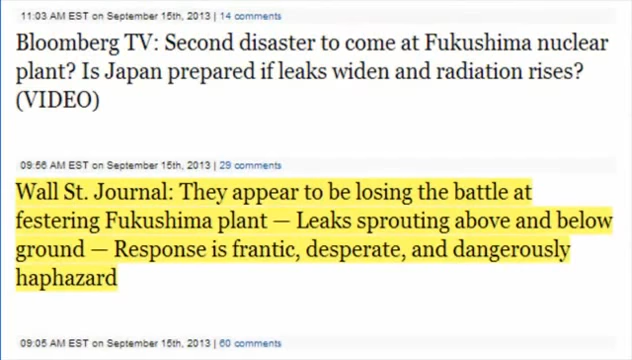 11:03 AM EST on September 15th, 2013 | 14 comments
Bloomberg TV: Second disaster to come at Fukushima nuclear
plant? Is Japan prepared if leaks widen and radiation rises?
(VIDEO)
09:56 AM EST on September 15th, 2013 | 29 comments
Wall St. Journal: They appear to be losing the battle at
festering Fukushima plant — Leaks sprouting above and below
ground — Response is frantic, desperate, and dangerously
haphazard
09:05 AM EST on September 15th, 2013 | 60 comments